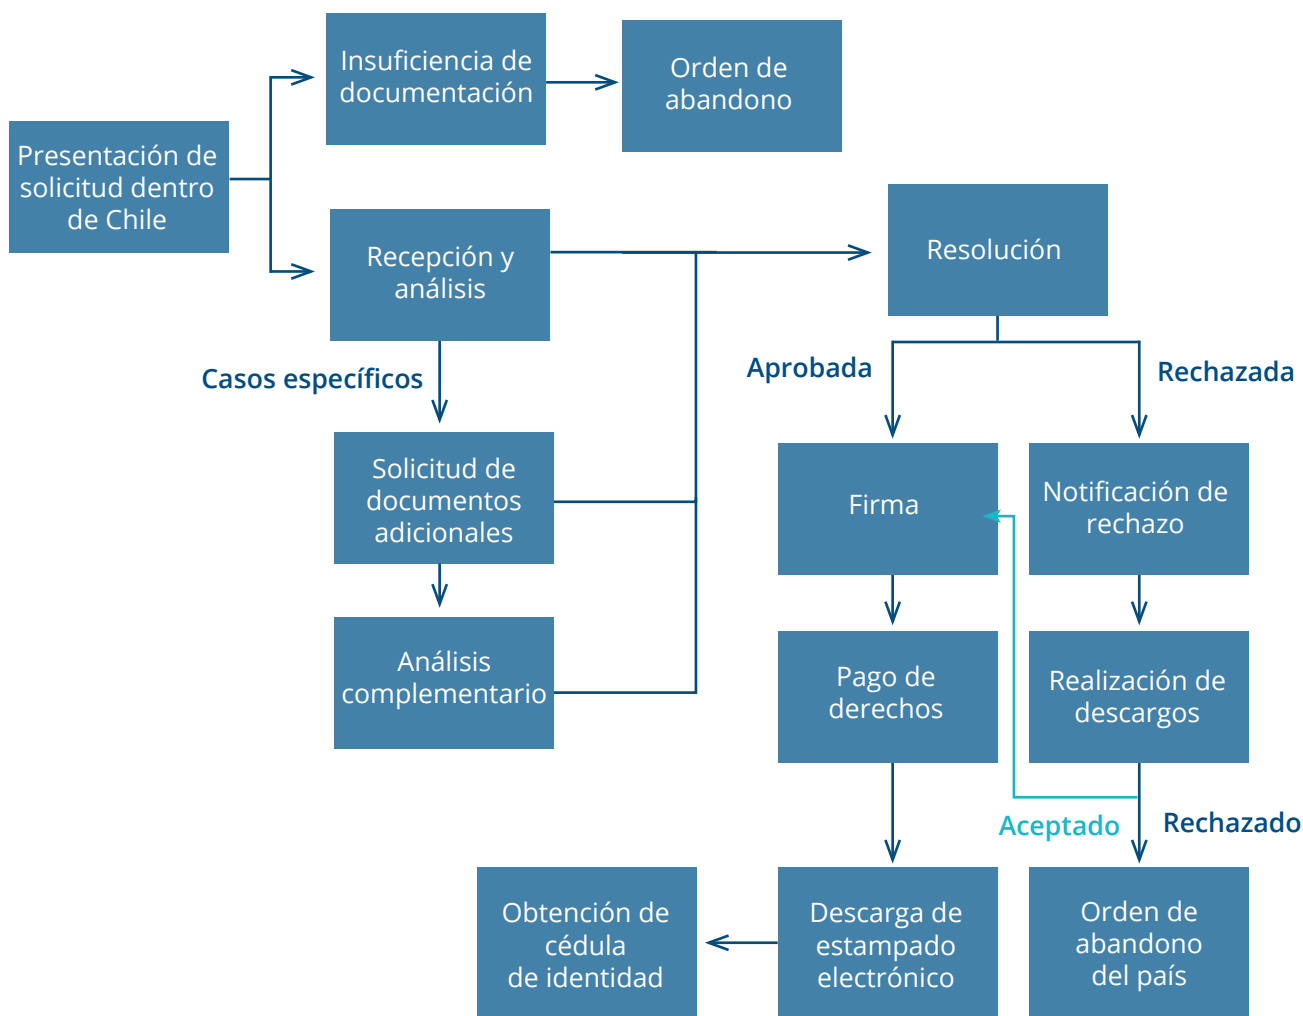 Insuficiencia de
documentación
Orden de
abandono
Presentación de
solicitud dentro
de Chile
Recepción y
análisis
Resolución
Casos específicos
Aprobada
Rechazada
Solicitud de
documentos
adicionales
Firma
Notificación de
rechazo
Análisis
complementario
Pago de
derechos
Realización de
descargos
Aceptado
Rechazado
Obtención de
cédula
de identidad
Descarga de
estampado
electrónico
Orden de
abandono
del país